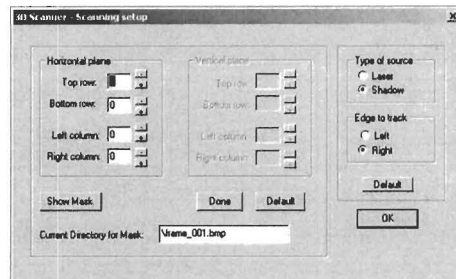 3D Scanner - Scanning setup
Horizontal plane
Top row:
Bottom row: 0
Left column: 0
Right column: 0
Vertical plane
Top row:
Bottom row:
Left column:
Right column:
Type of source
Laser
Shadow
Edge to track
Left
Right
Default
Show Mask
Done
Default
OK
Current Directory for Mask: \frame_001.bmp